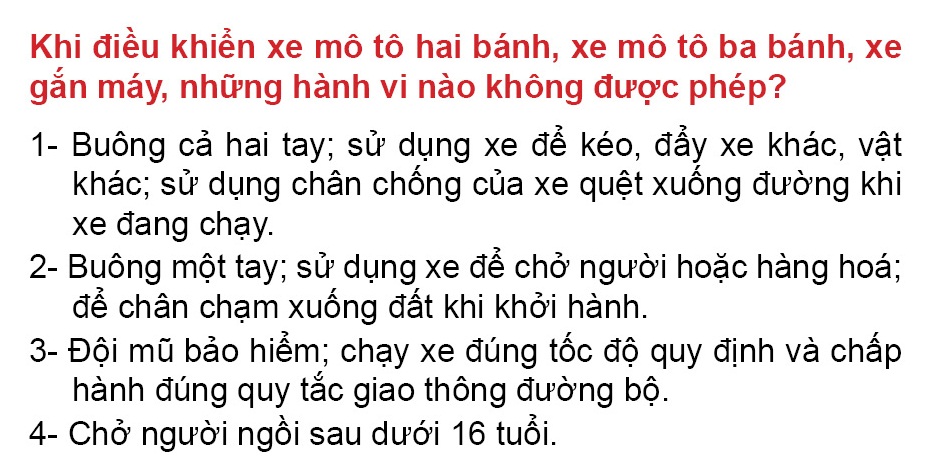 Khi điều khiển xe mô tô hai bánh, xe mô tô ba bánh, xe
gắn máy, những hành vi nào không được phép?
1- Buông cả hai tay; sử dụng xe để kéo, đẩy xe khác, vật
khác; sử dụng chân chống của xe quệt xuống đường khi
xe đang chạy.
2- Buông một tay; sử dụng xe để chở người hoặc hàng hoá;
để chân chạm xuống đất khi khởi hành.
3- Đội mũ bảo hiểm; chạy xe đúng tốc độ quy định và chấp
hành đúng quy tắc giao thông đường bộ.
4- Chở người ngồi sau dưới 16 tuổi.